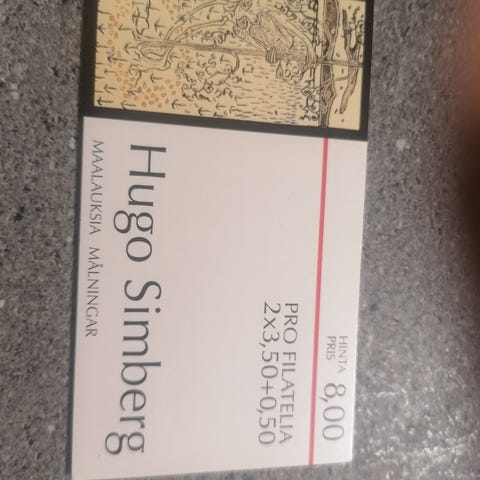 HINTA
PRIS 8,00
PRO FILATELIA
2x3,50+0,50
Hugo Simberg
MAALAUKSIA MÅLNINGAR